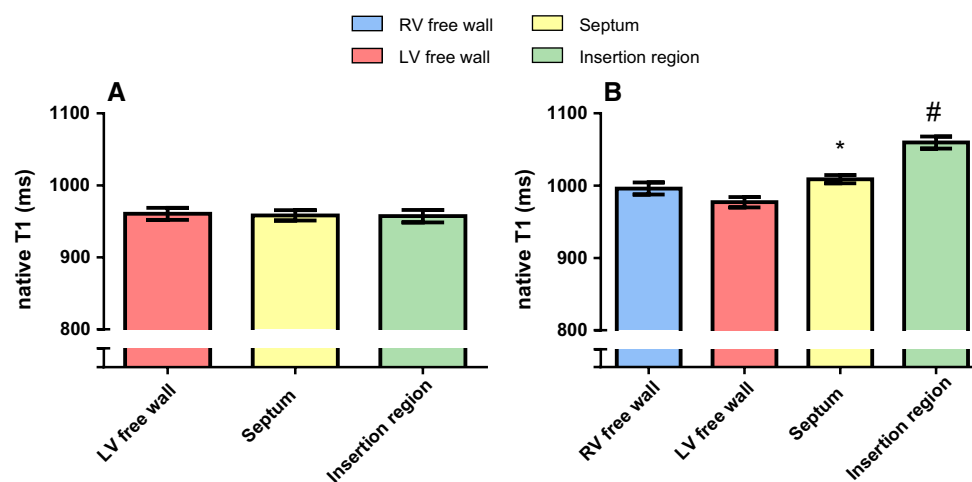 RV free wall
Septum
LV free wall
Insertion region
A
native T1 (ms)
1100
1000
900
800
LV free wall
Septum
Insertion region
B
native T1 (ms)
1100
1000
900
800
*
#
RV free wall
LV free wall
Septum
Insertion region